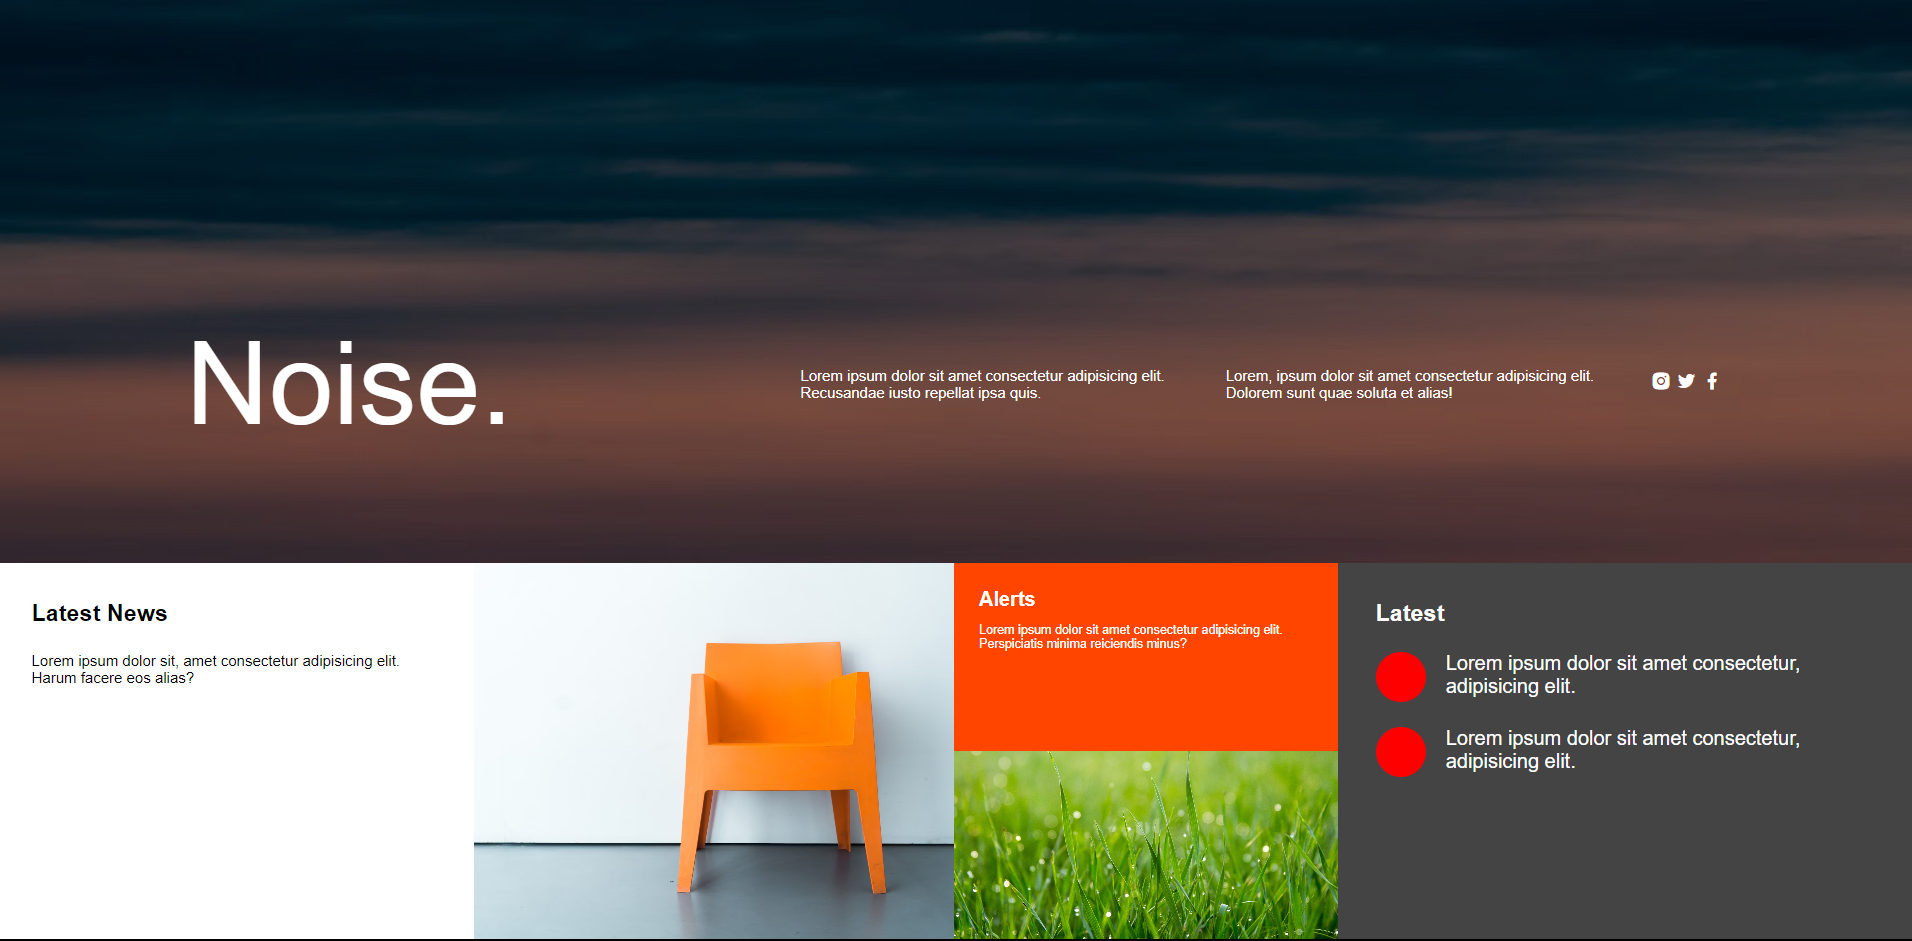 Noise.
Lorem ipsum dolor sit amet consectetur adipisicing elit.
Recusandae iusto repellat ipsa quis.
Lorem, ipsum dolor sit amet consectetur adipisicing elit.
Dolorem sunt quae soluta et alias!
Latest News
Lorem ipsum dolor sit, amet consectetur adipisicing elit.
Harum facere eos alias?
Alerts
Lorem ipsum dolor sit amet consectetur adipisicing elit.
Perspiciatis minima reiciendis minus?
Latest
Lorem ipsum dolor sit amet consectetur,
adipisicing elit.
Lorem ipsum dolor sit amet consectetur,
adipisicing elit.